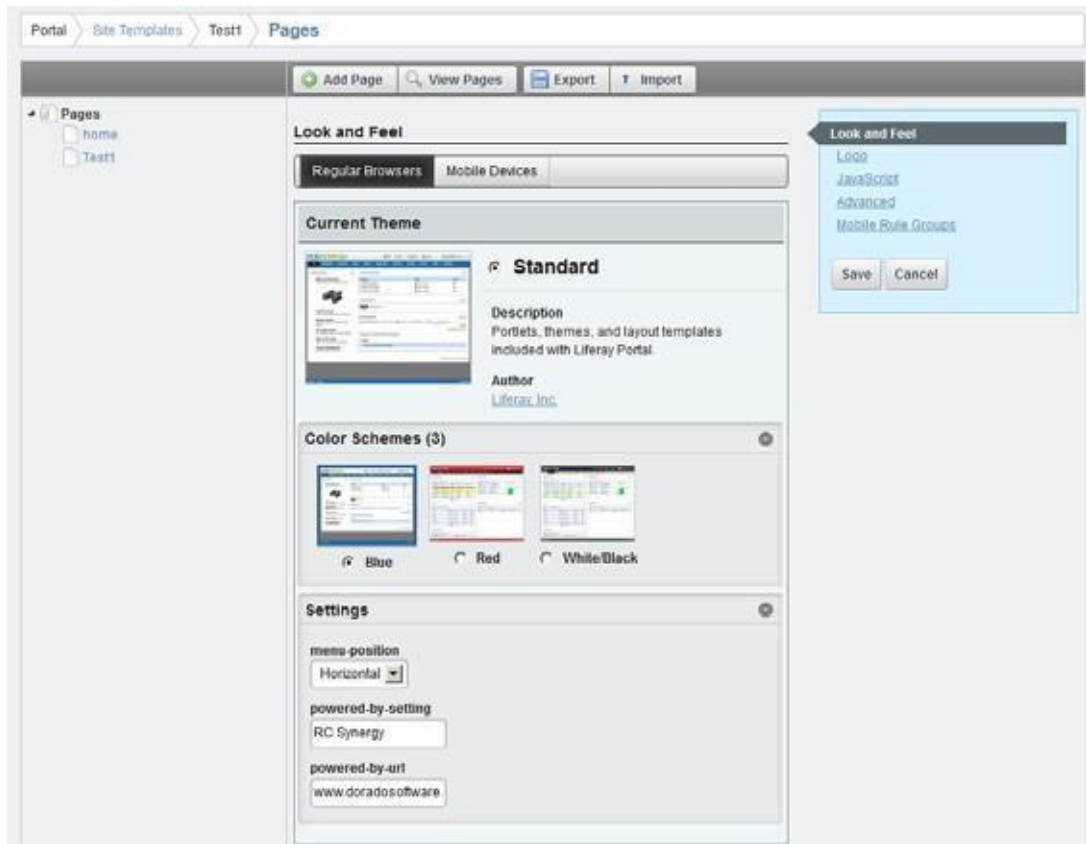 Portal Site Templates Test1 Pages
Add Page View Pages Export Import
Pages
home
Test1
Look and Feel
Regular Browsers Mobile Devices
Current Theme
Standard
Description
Portlets, themes, and layout templates
included with Liferay Portal.
Author
Liferay, Inc.
Color Schemes (3)
Blue Red White/Black
Settings
menu-position
Horizontal
powered-by-setting
RC Synergy
powered-by-url
www.doradosoftware.
Look and Feel
Logo
JavaScript
Advanced
Mobile Rule Groups
Save Cancel